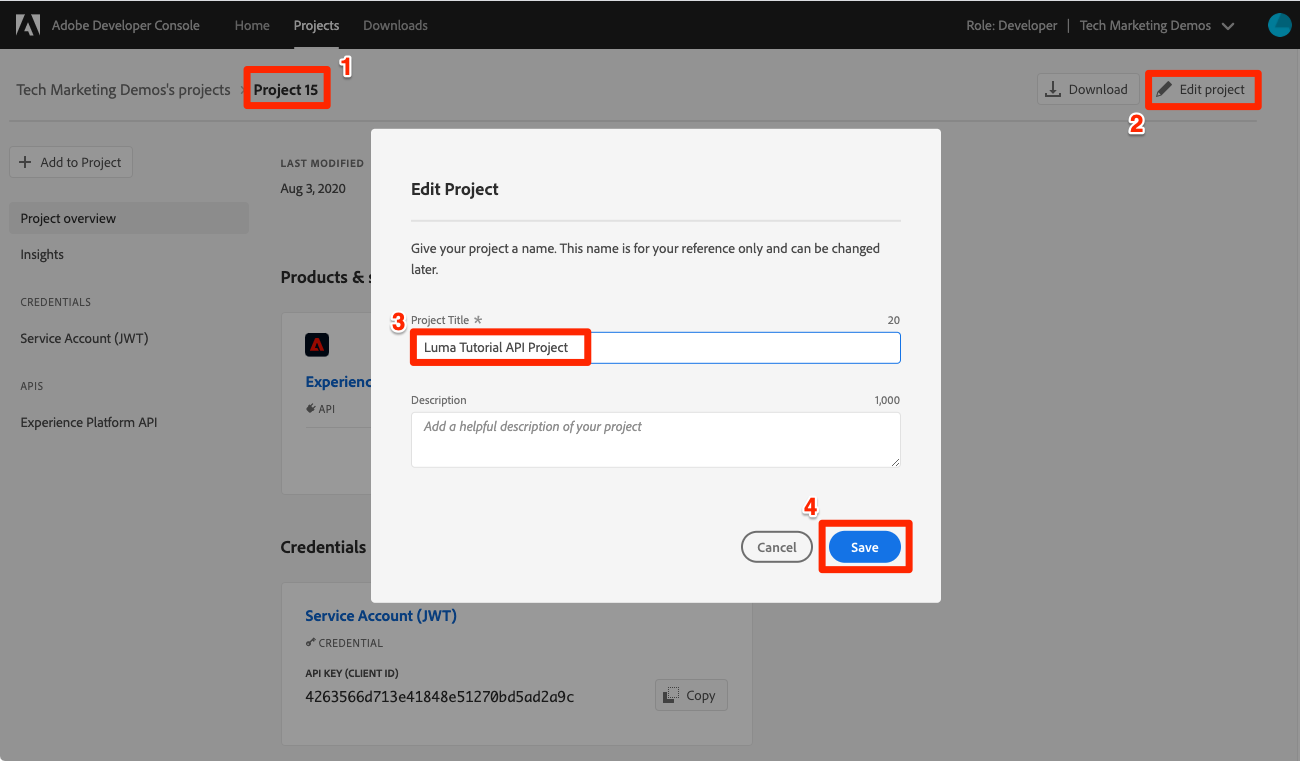 Adobe Developer Console Home Projects Downloads Role: Developer | Tech Marketing Demos
1
Tech Marketing Demos's projects › Project 15 Download Edit project
2
+ Add to Project
LAST MODIFIED
Aug 3, 2020
Project overview
Insights
CREDENTIALS
Service Account (JWT)
APIS
Experience Platform API
Products &
Experienc
API
Edit Project
Give your project a name. This name is for your reference only and can be changed
later.
3 Project Title * 20
Luma Tutorial API Project
Description 1,000
Add a helpful description of your project
4
Cancel Save
Credentials
Service Account (JWT)
CREDENTIAL
API KEY (CLIENT ID)
4263566d713e41848e51270bd5ad2a9c Copy